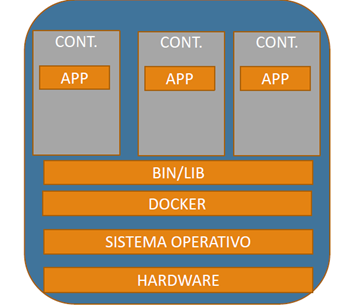 CONT. CONT. CONT.
APP APP APP
BIN/LIB
DOCKER
SISTEMA OPERATIVO
HARDWARE